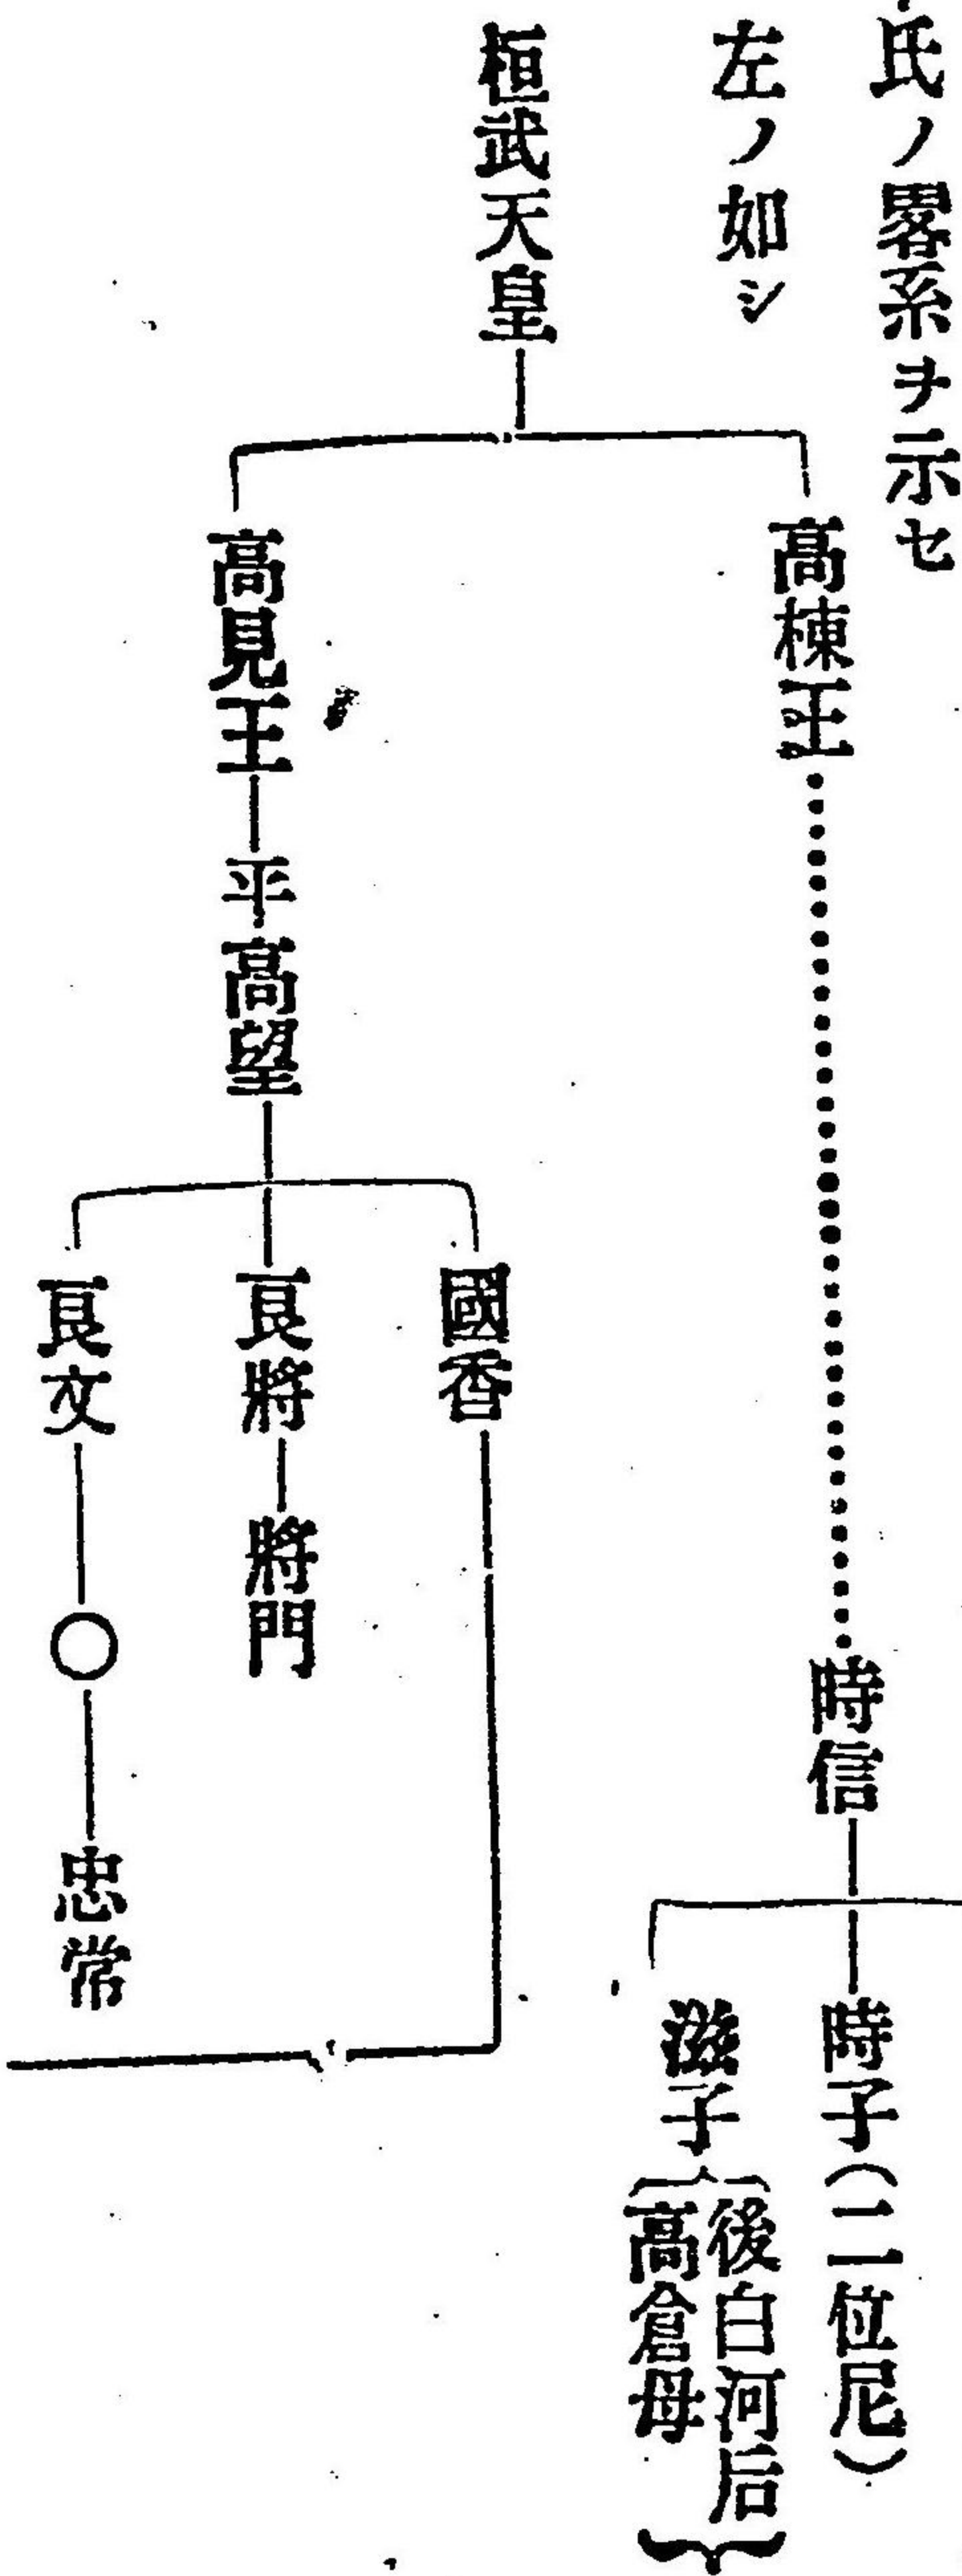 氏ノ畧系ヲ示セ
左ノ如シ
桓武天皇
高棟王
時信
時子(二位尼)
滋子
後白河后
高倉母
高見王
平高望
國香
良將
將門
良文
○
忠常